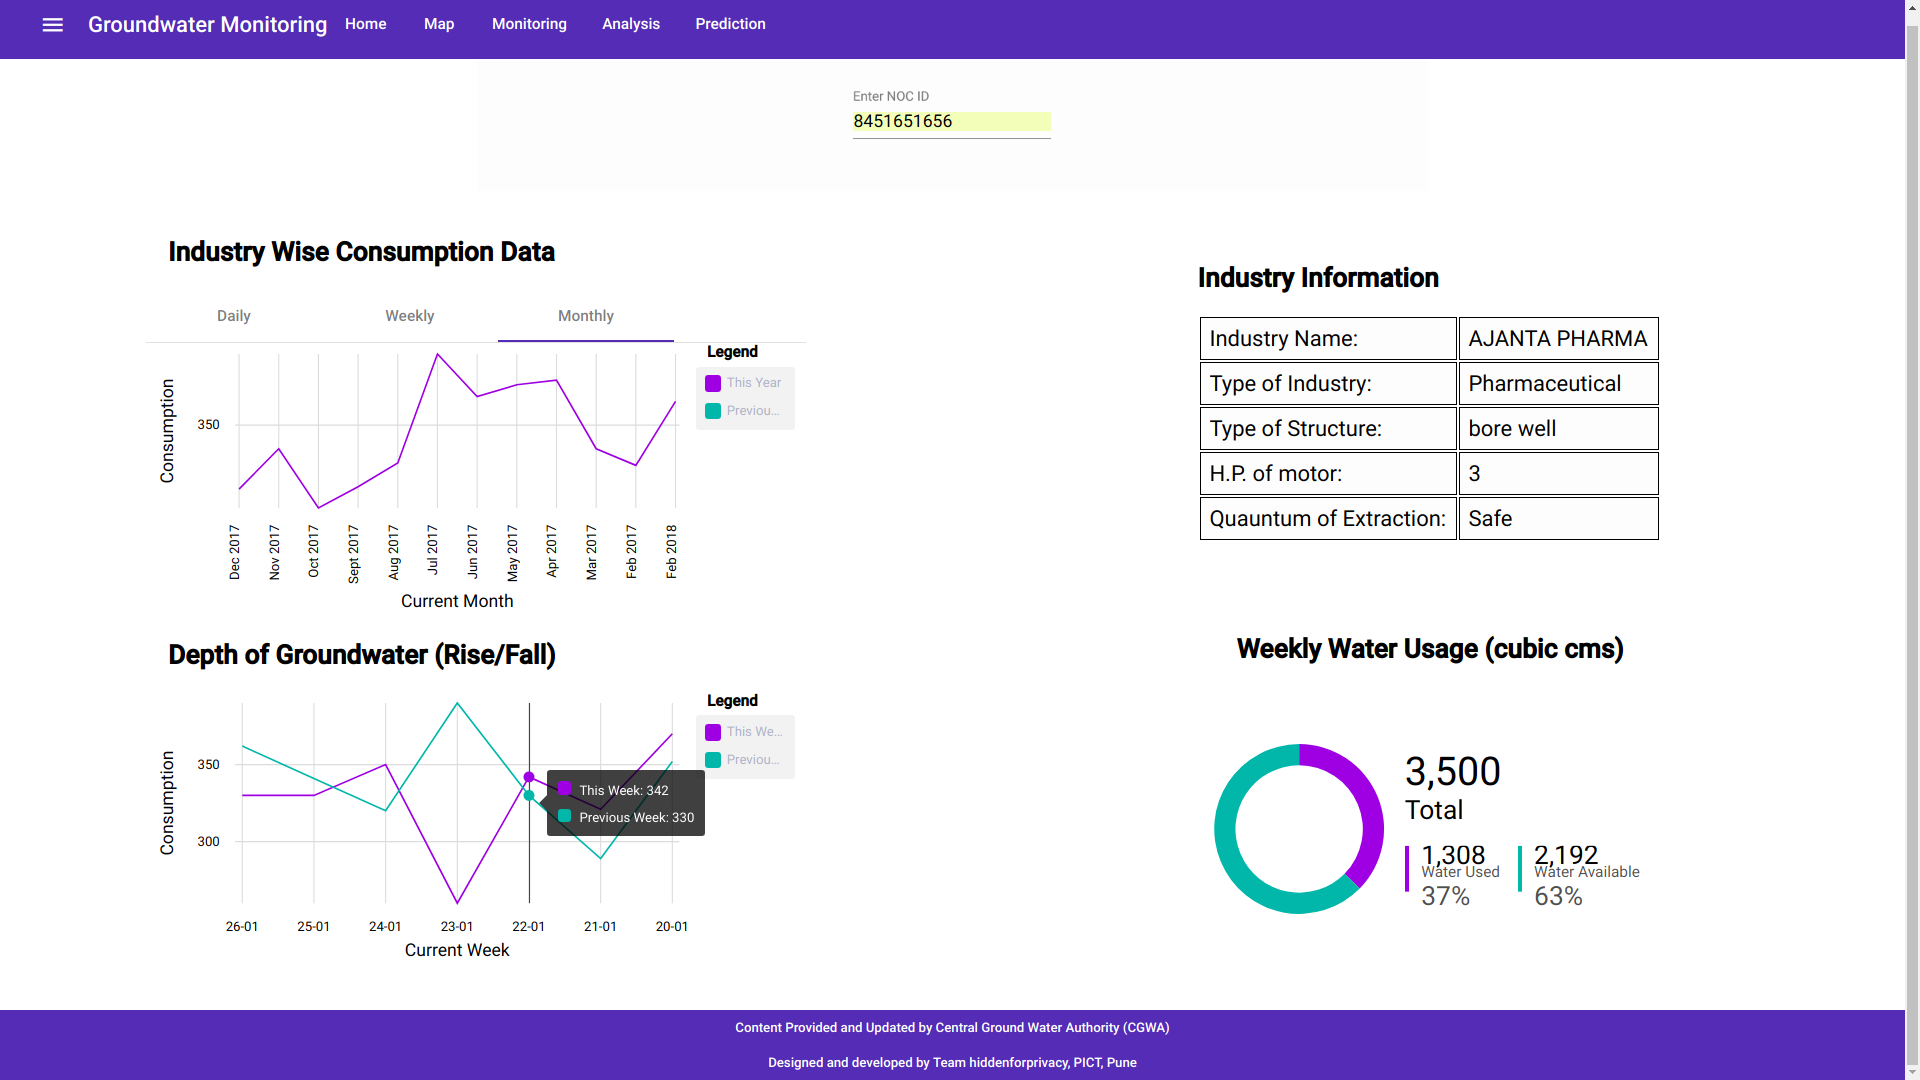 Groundwater Monitoring Home Map Monitoring Analysis Prediction
Enter NOC ID
8451651656
Industry Wise Consumption Data
Daily Weekly Monthly
Legend
This Year
Previou...
Consumption
350
Dec 2017 Nov 2017 Oct 2017 Sept 2017 Aug 2017 Jul 2017 Jun 2017 May 2017 Apr 2017 Mar 2017 Feb 2017 Feb 2018
Current Month
Industry Information
Industry Name: AJANTA PHARMA
Type of Industry: Pharmaceutical
Type of Structure: bore well
H.P. of motor: 3
Quauntum of Extraction: Safe
Depth of Groundwater (Rise/Fall)
Legend
This We...
Previou...
Consumption
350
300
This Week: 342
Previous Week: 330
26-01 25-01 24-01 23-01 22-01 21-01 20-01
Current Week
Weekly Water Usage (cubic cms)
3,500
Total
1,308 2,192
Water Used Water Available
37% 63%
Content Provided and Updated by Central Ground Water Authority (CGWA)
Designed and developed by Team hiddenforprivacy, PICT, Pune